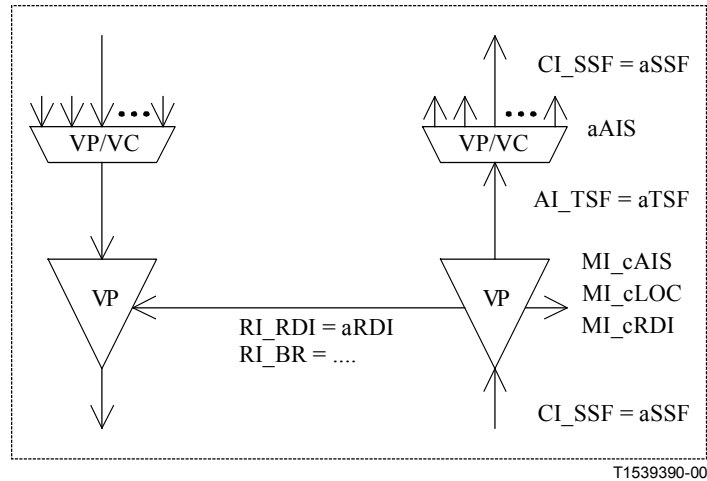 CI_SSF = aSSF
VP/VC
VP/VC
aAIS
AI_TSF = aTSF
VP
VP
MI_cAIS
MI_cLOC
MI_cRDI
RI_RDI = aRDI
RI_BR = ....
CI_SSF = aSSF
T1539390-00